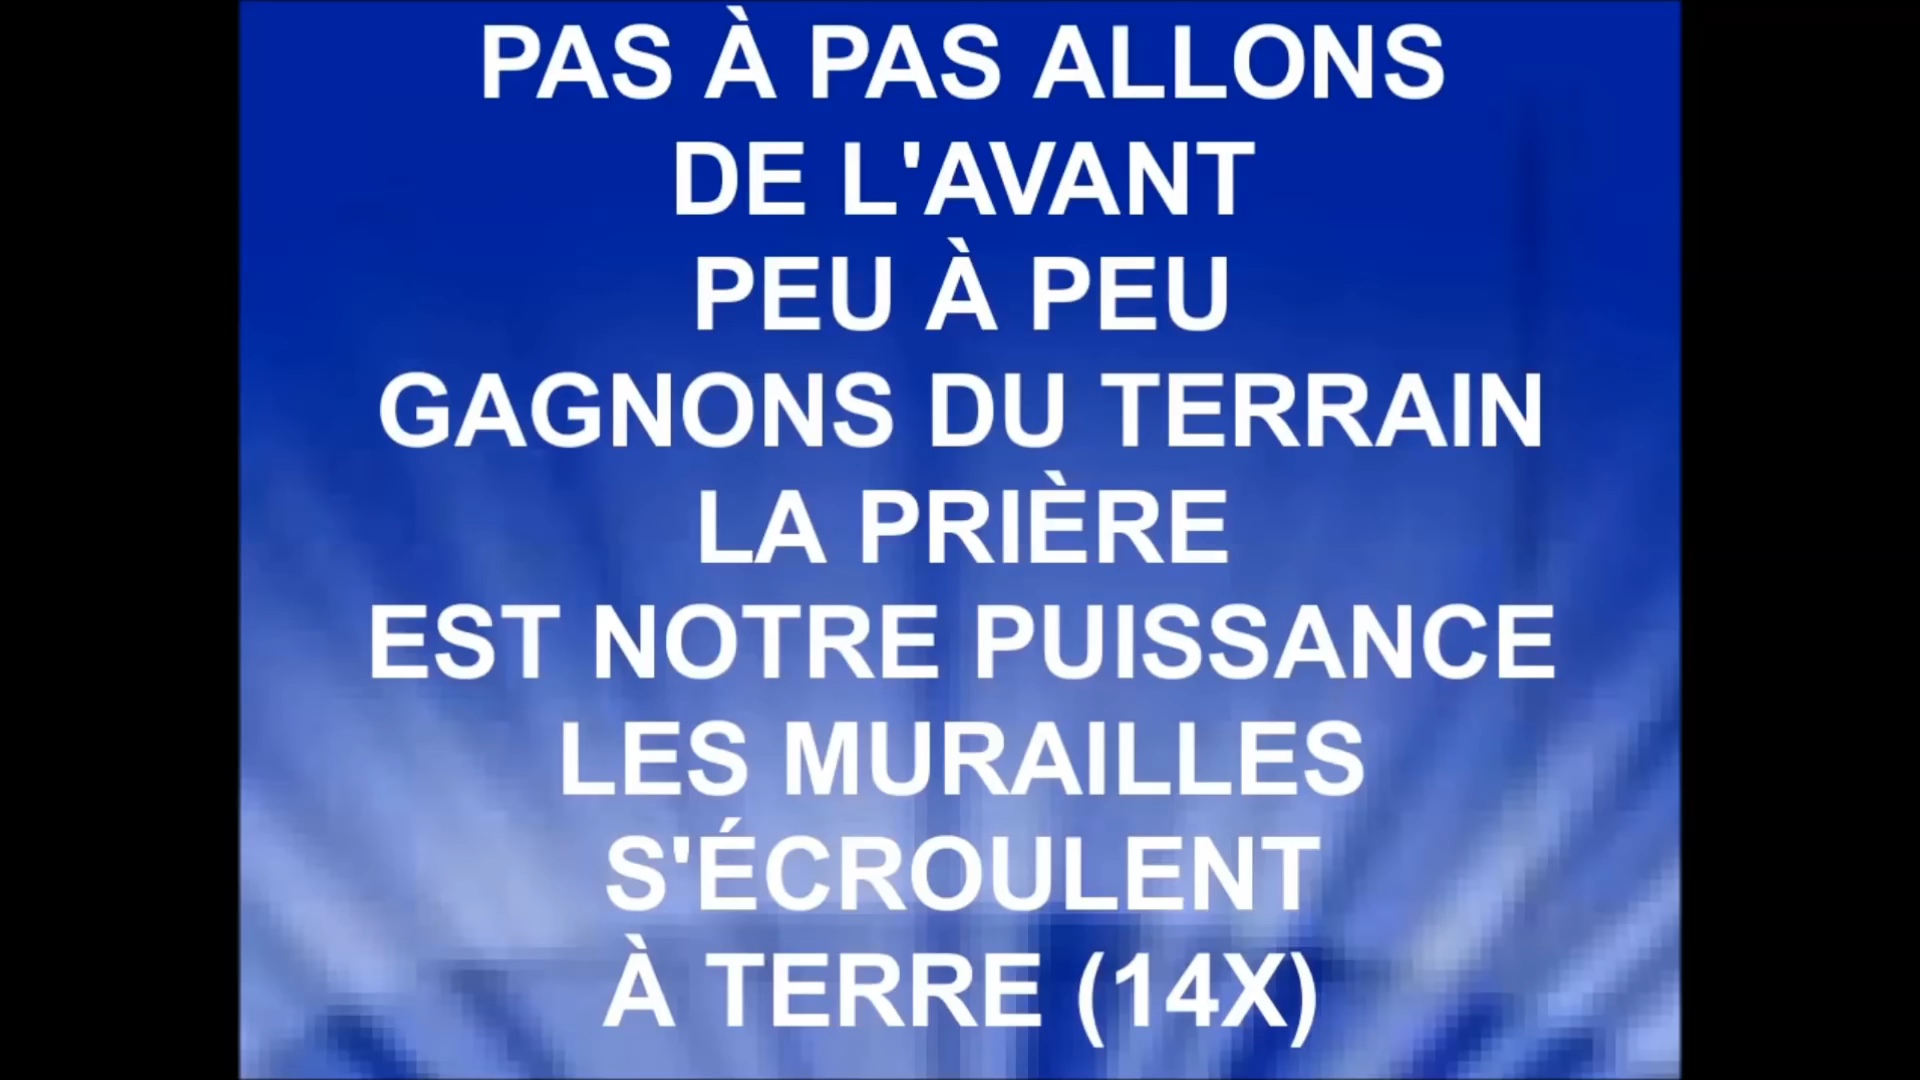 PAS À PAS ALLONS
DE L'AVANT
PEU À PEU
GAGNONS DU TERRAIN
LA PRIÈRE
EST NOTRE PUISSANCE
LES MURAILLES
S'ÉCROULENT
À TERRE (14X)